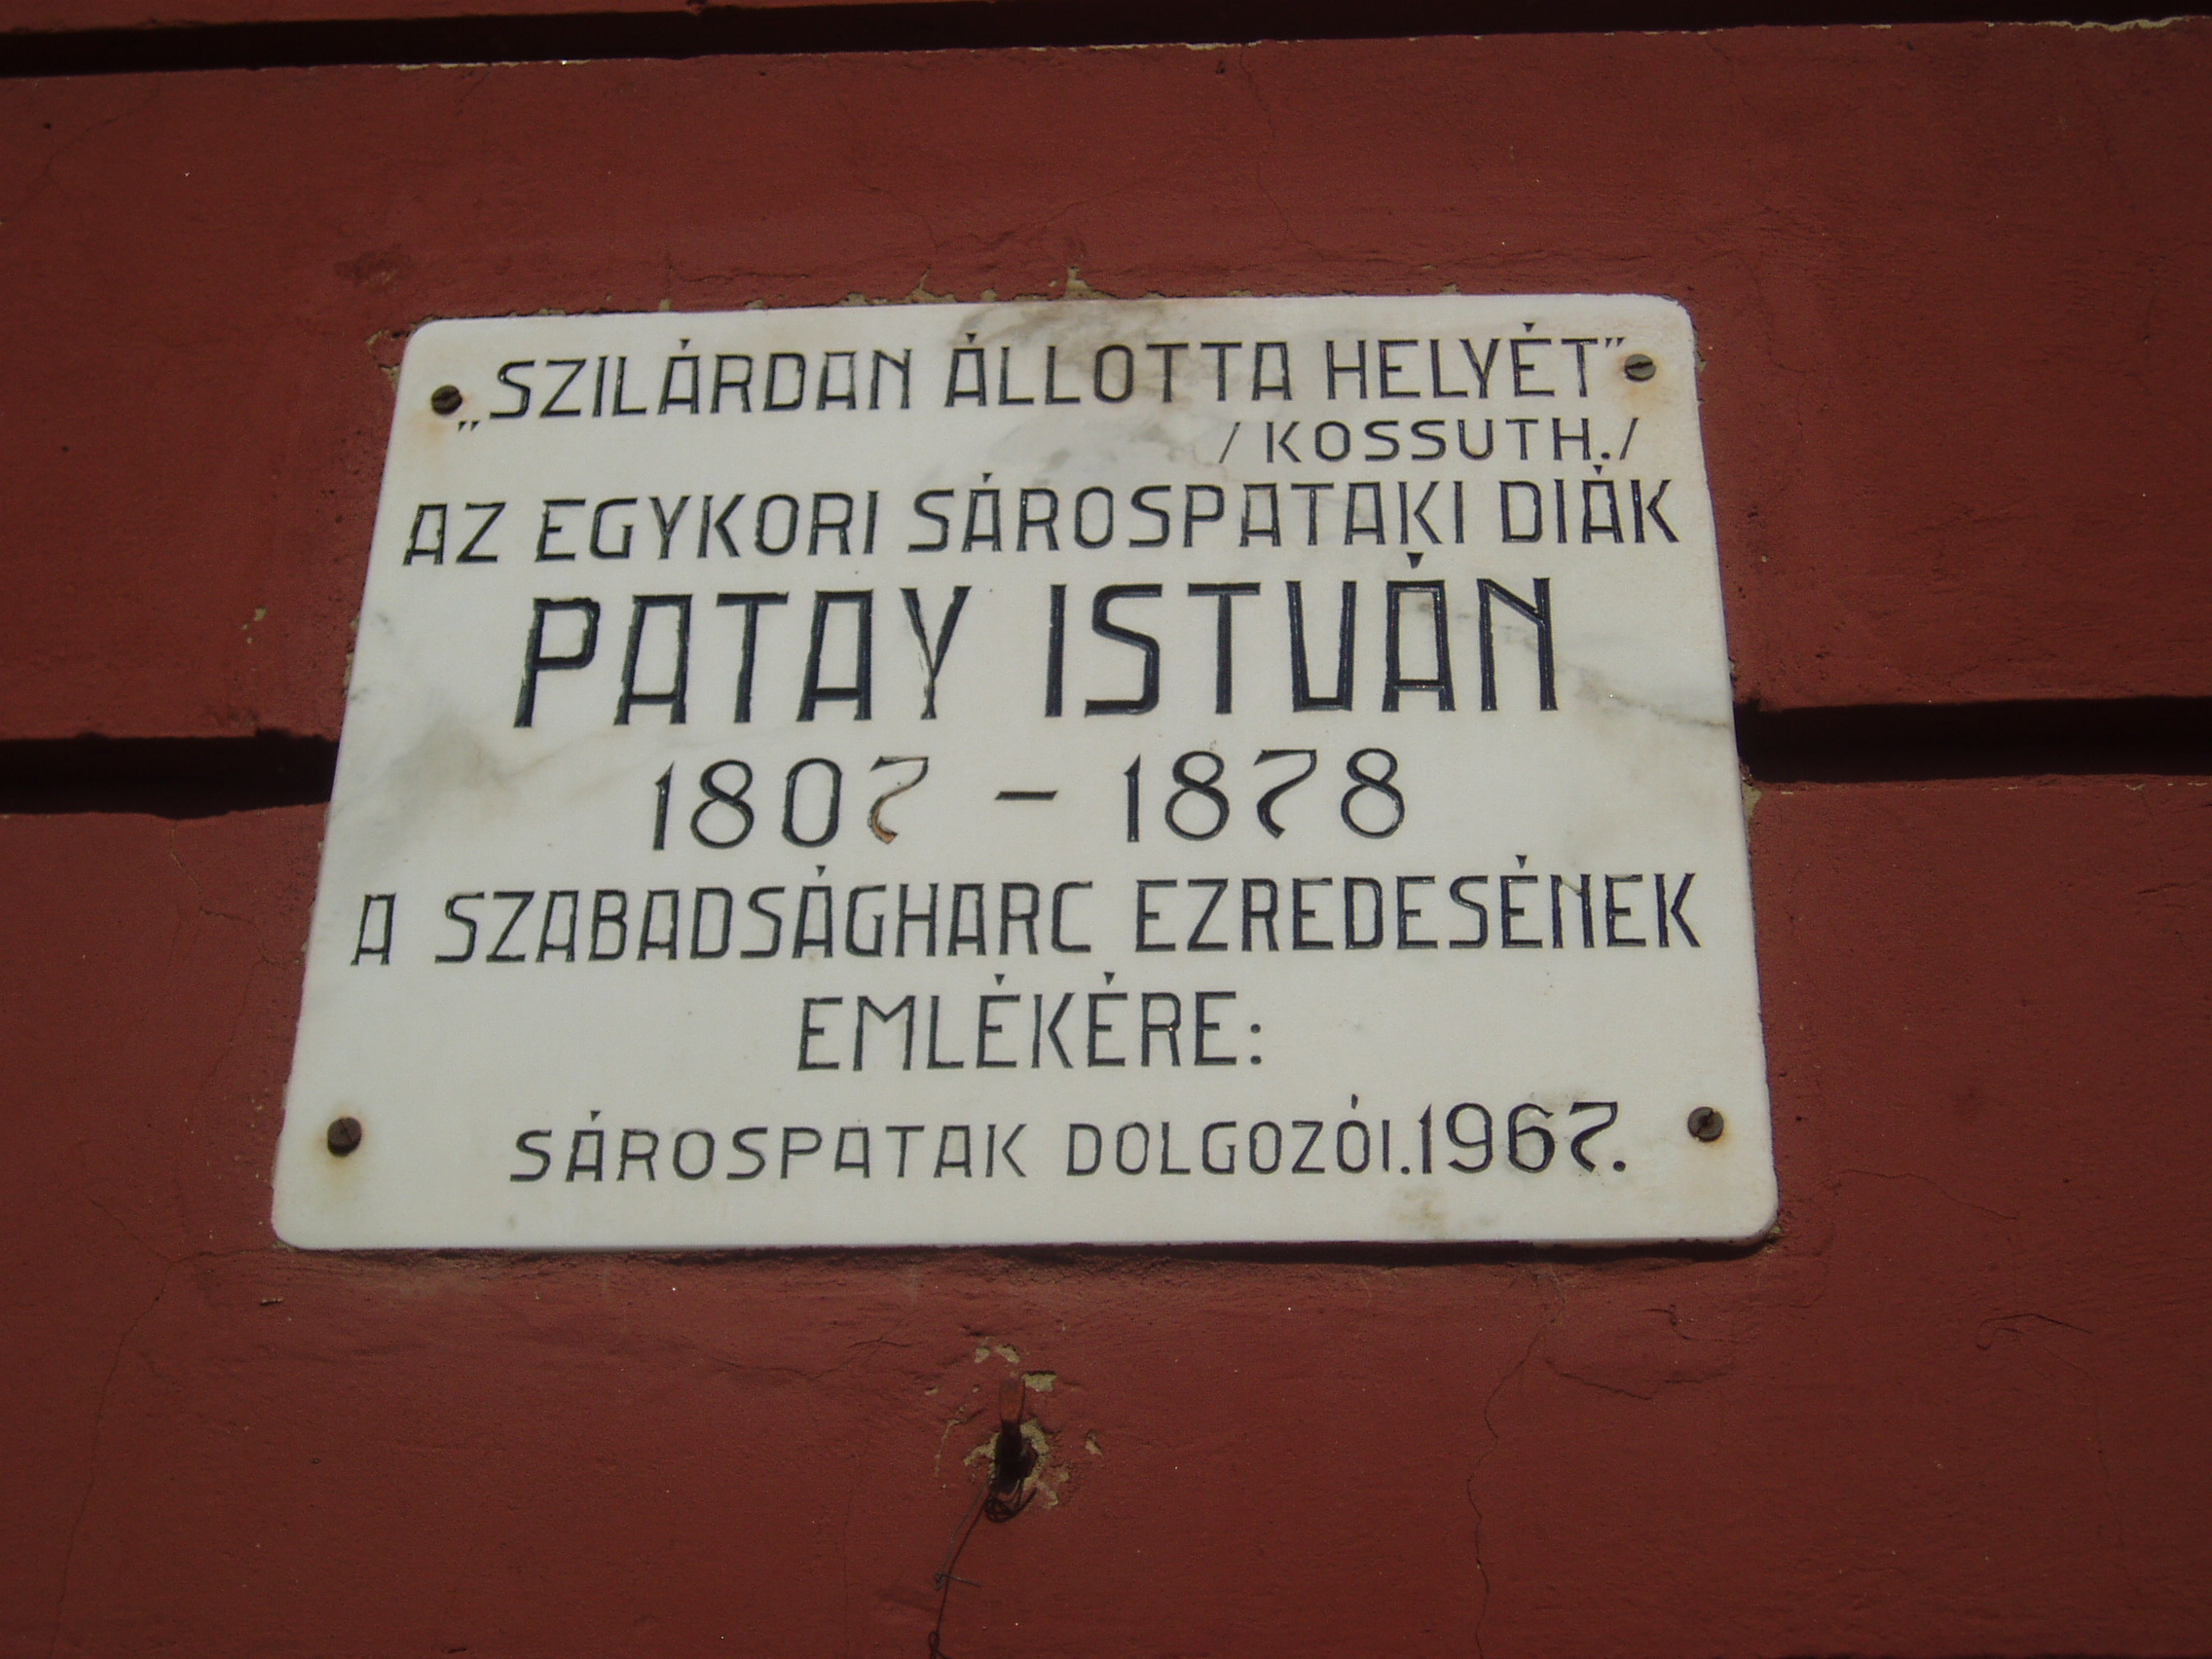 „SZILÁRDAN ÁLLOTTA HELYÉT”
/KOSSUTH./
AZ EGYKORI SÁROSPATAKI DIÁK
PATAY ISTVÁN
1807 – 1878
A SZABADSÁGHARC EZREDESÉNEK
EMLÉKÉRE:
SÁROSPATAK DOLGOZÓI.1967.